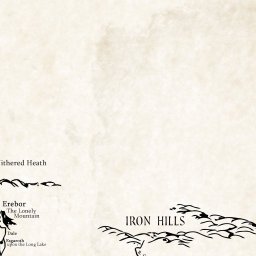 ithered Heath
Erebor
The Lonely
Mountain
IRON HILLS
Dale
Esgaroth
upon the Long Lake